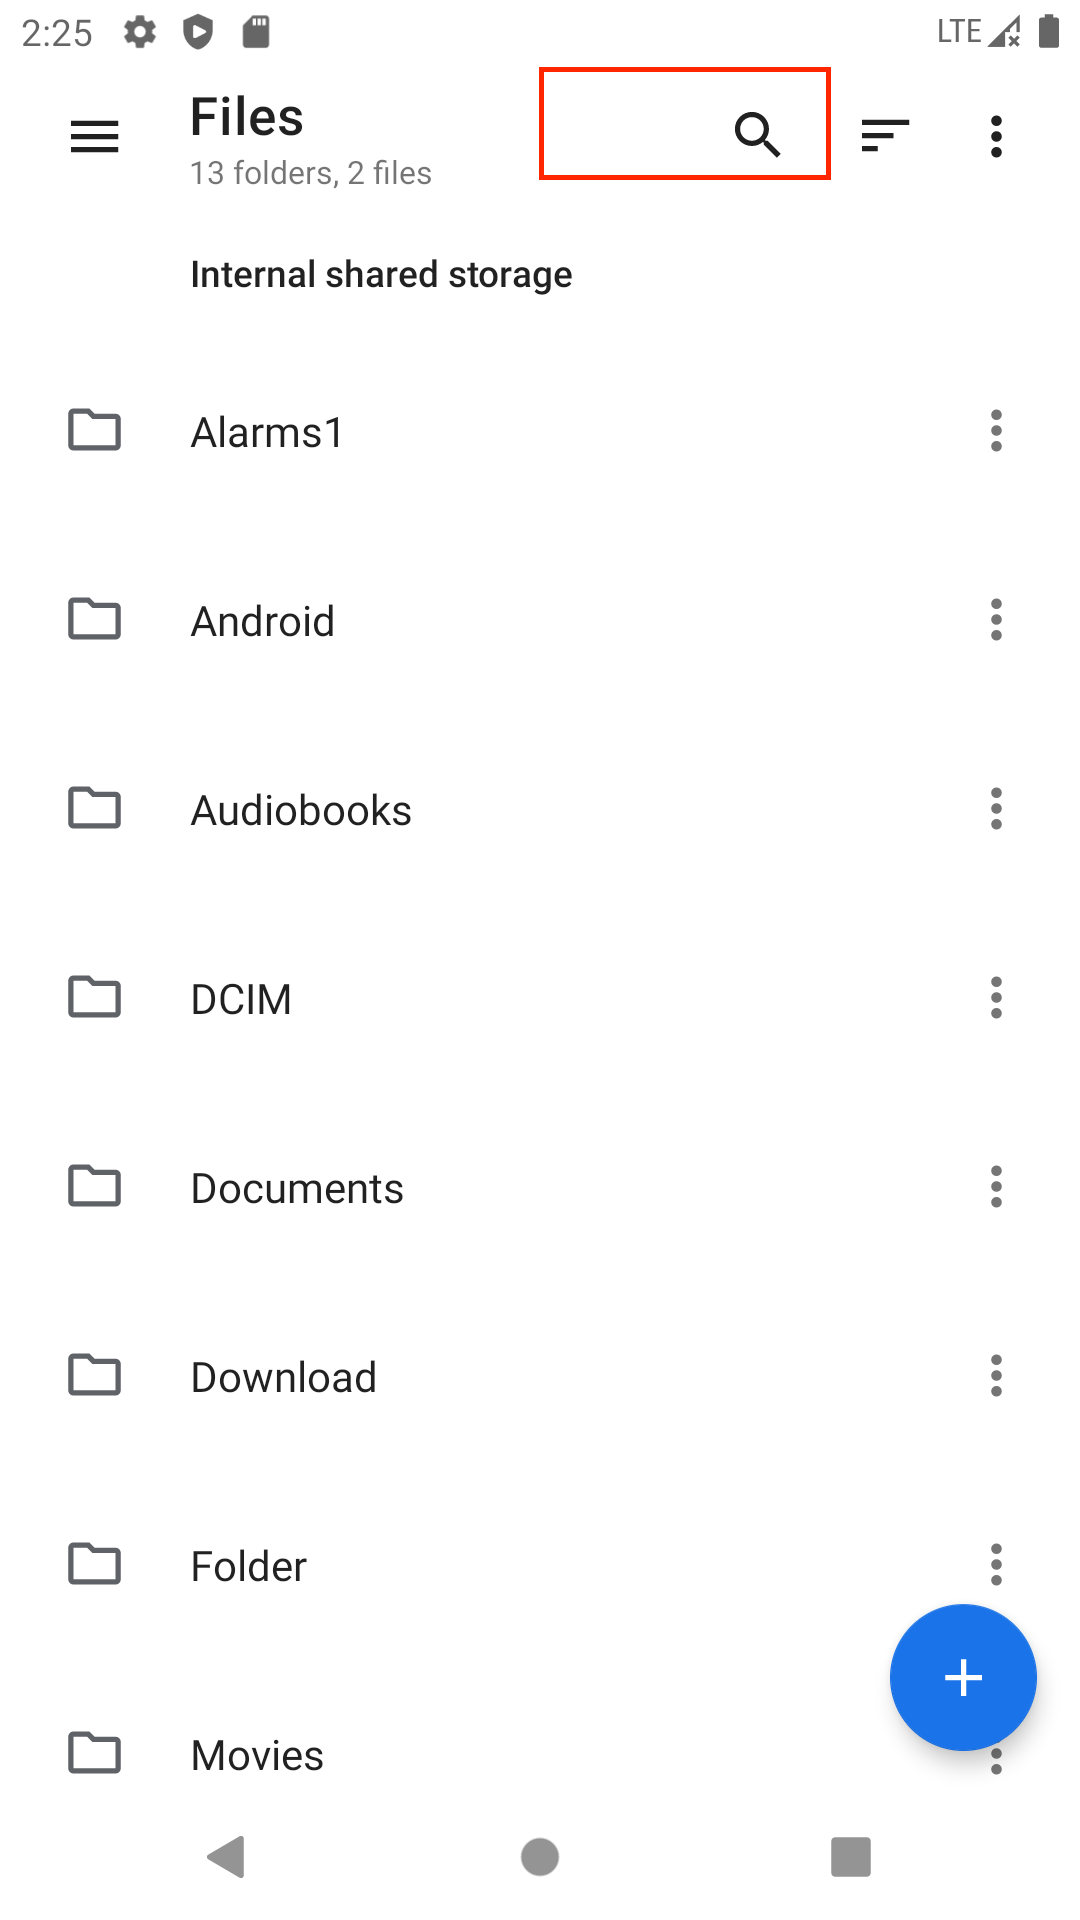 2:25
LTE
Files
13 folders, 2 files
Internal shared storage
Alarms1
Android
Audiobooks
DCIM
Documents
Download
Folder
Movies